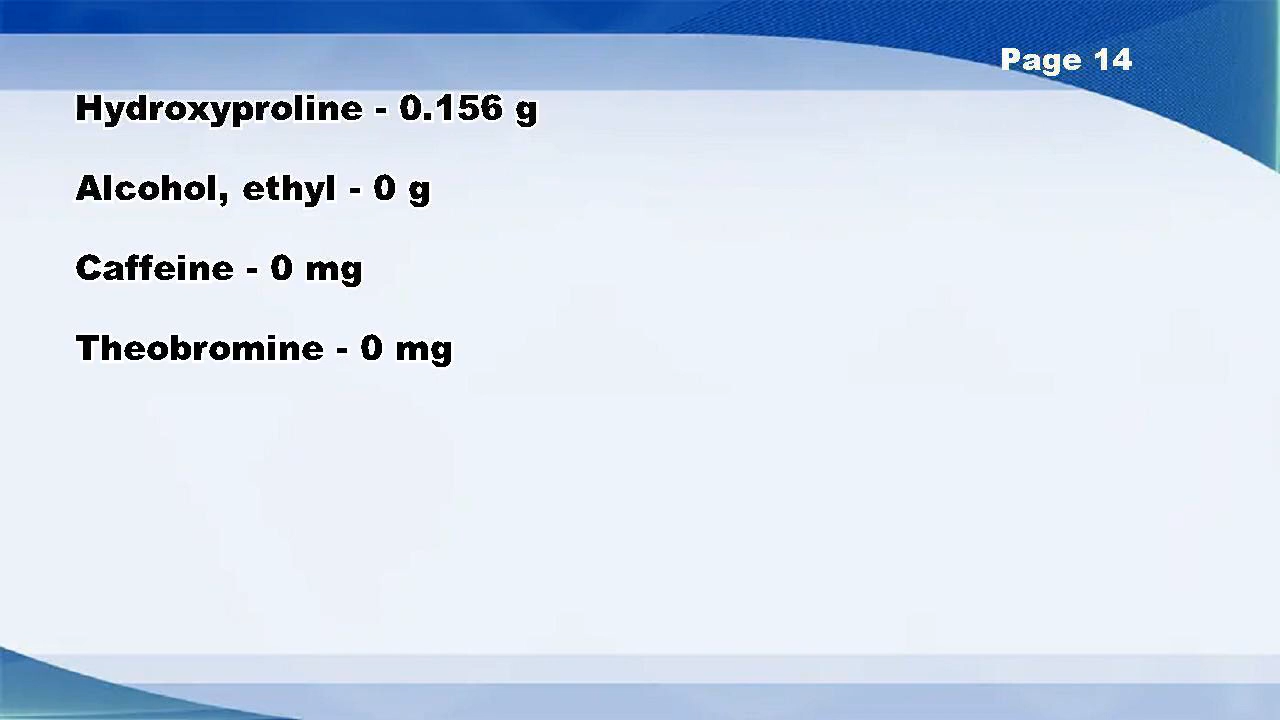 Page 14
Hydroxyproline - 0.156 g
Alcohol, ethyl - 0 g
Caffeine - 0 mg
Theobromine - 0 mg